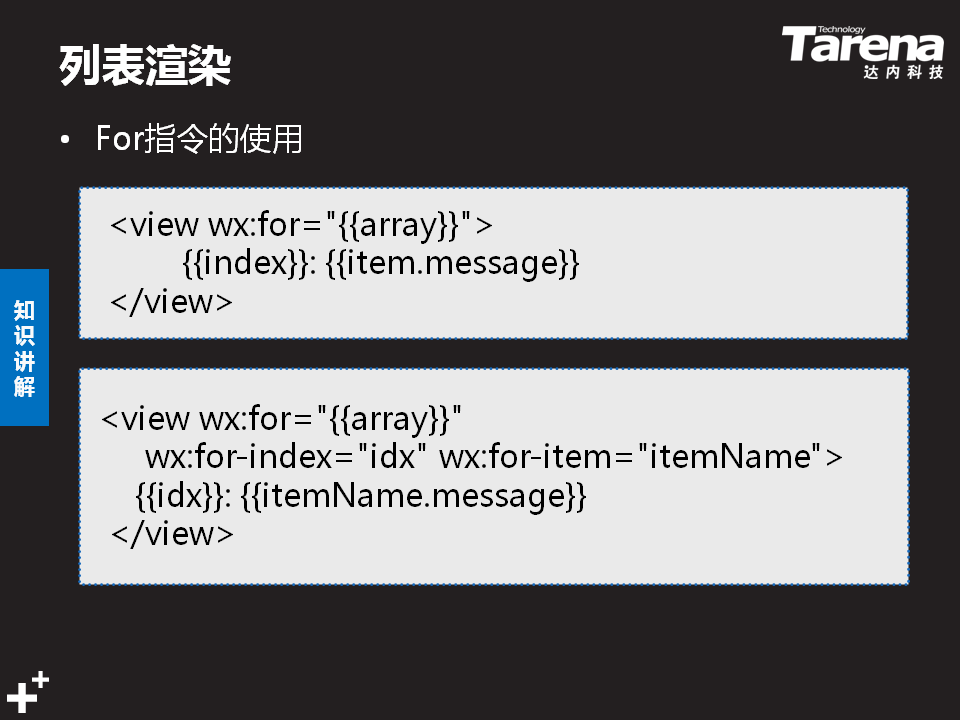 列表渲染
Technology
Tarena
达内科技
• For指令的使用
<view wx:for="{{array}}">
{{index}}: {{item.message}}
</view>
知识讲解
<view wx:for="{{array}}"
wx:for-index="idx" wx:for-item="itemName">
{{idx}}: {{itemName.message}}
</view>